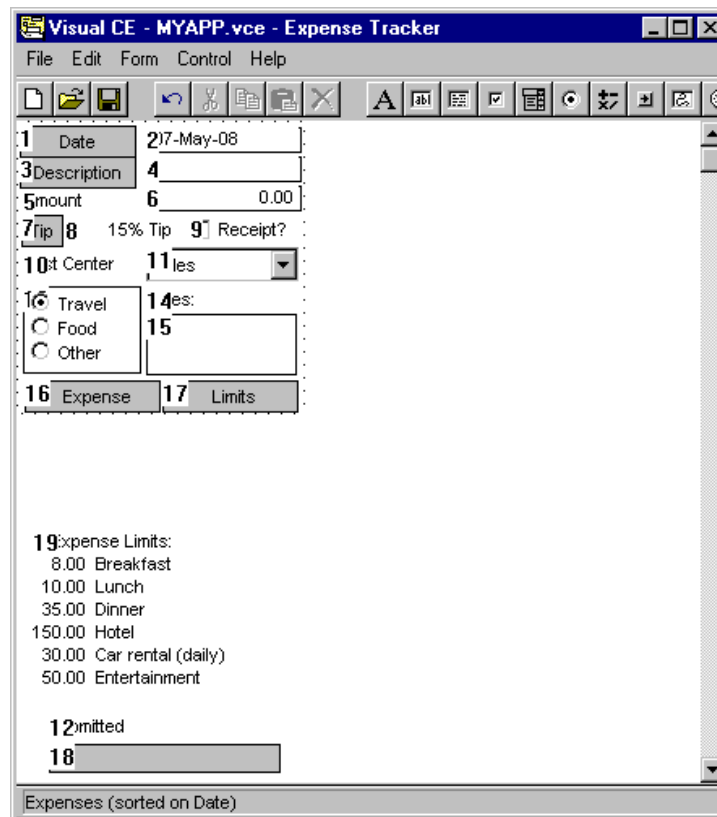 Visual CE - MYAPP.vce - Expense Tracker
File Edit Form Control Help
A ab|
1 Date 2 07-May-08
3 Description 4
5 mount 6 0.00
7 Tip 8 15% Tip 9 Receipt?
10 st Center 11 les
Travel 14 es:
Food 15
Other
16 Expense 17 Limits
19 xpense Limits:
8.00 Breakfast
10.00 Lunch
35.00 Dinner
150.00 Hotel
30.00 Car rental (daily)
50.00 Entertainment
12 mitted
18
Expenses (sorted on Date)